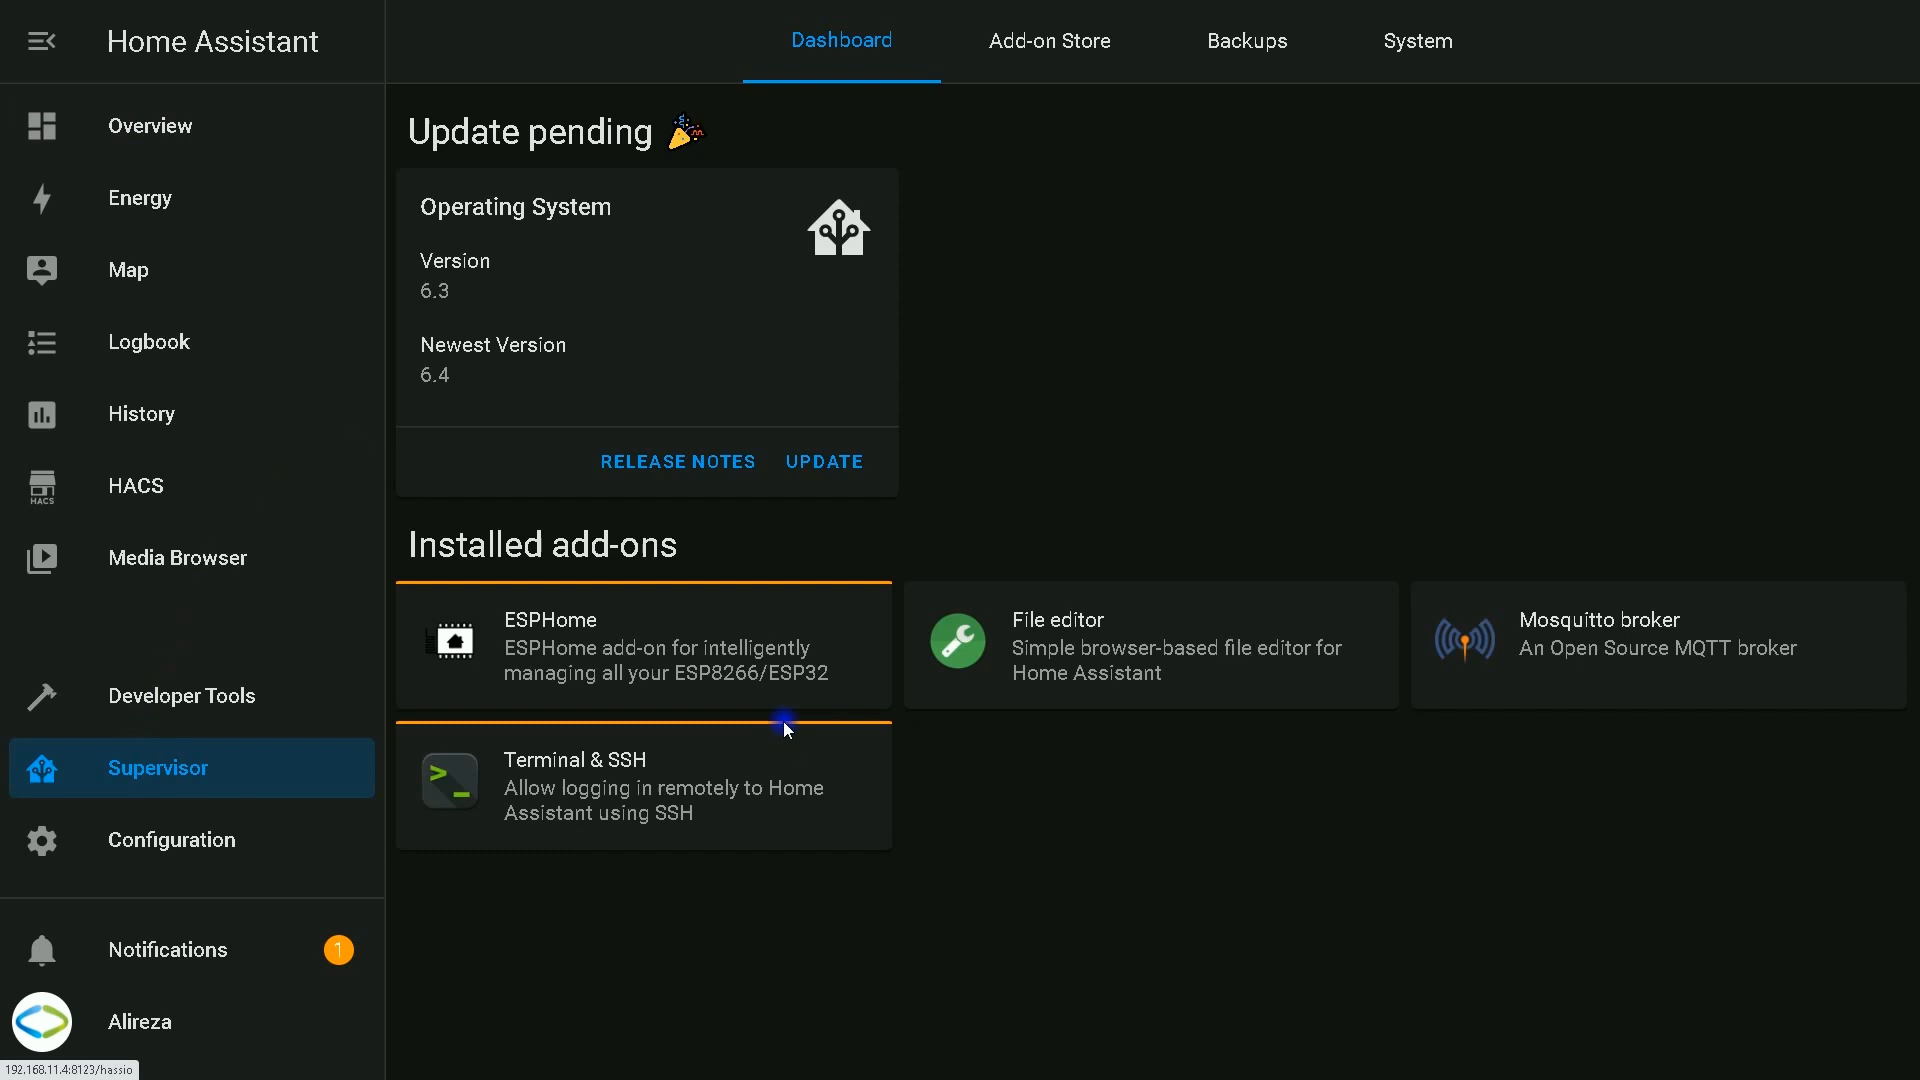 Home Assistant
Dashboard
Add-on Store
Backups
System
Overview
Energy
Map
Logbook
History
HACS
HACS
Media Browser
Developer Tools
Supervisor
Configuration
Notifications
1
Alireza
192.168.11.4:8123/hassio
Update pending
Operating System
Version
6.3
Newest Version
6.4
RELEASE NOTES
UPDATE
Installed add-ons
ESPHome
ESPHome add-on for intelligently
managing all your ESP8266/ESP32
File editor
Simple browser-based file editor for
Home Assistant
Mosquitto broker
An Open Source MQTT broker
Terminal & SSH
Allow logging in remotely to Home
Assistant using SSH